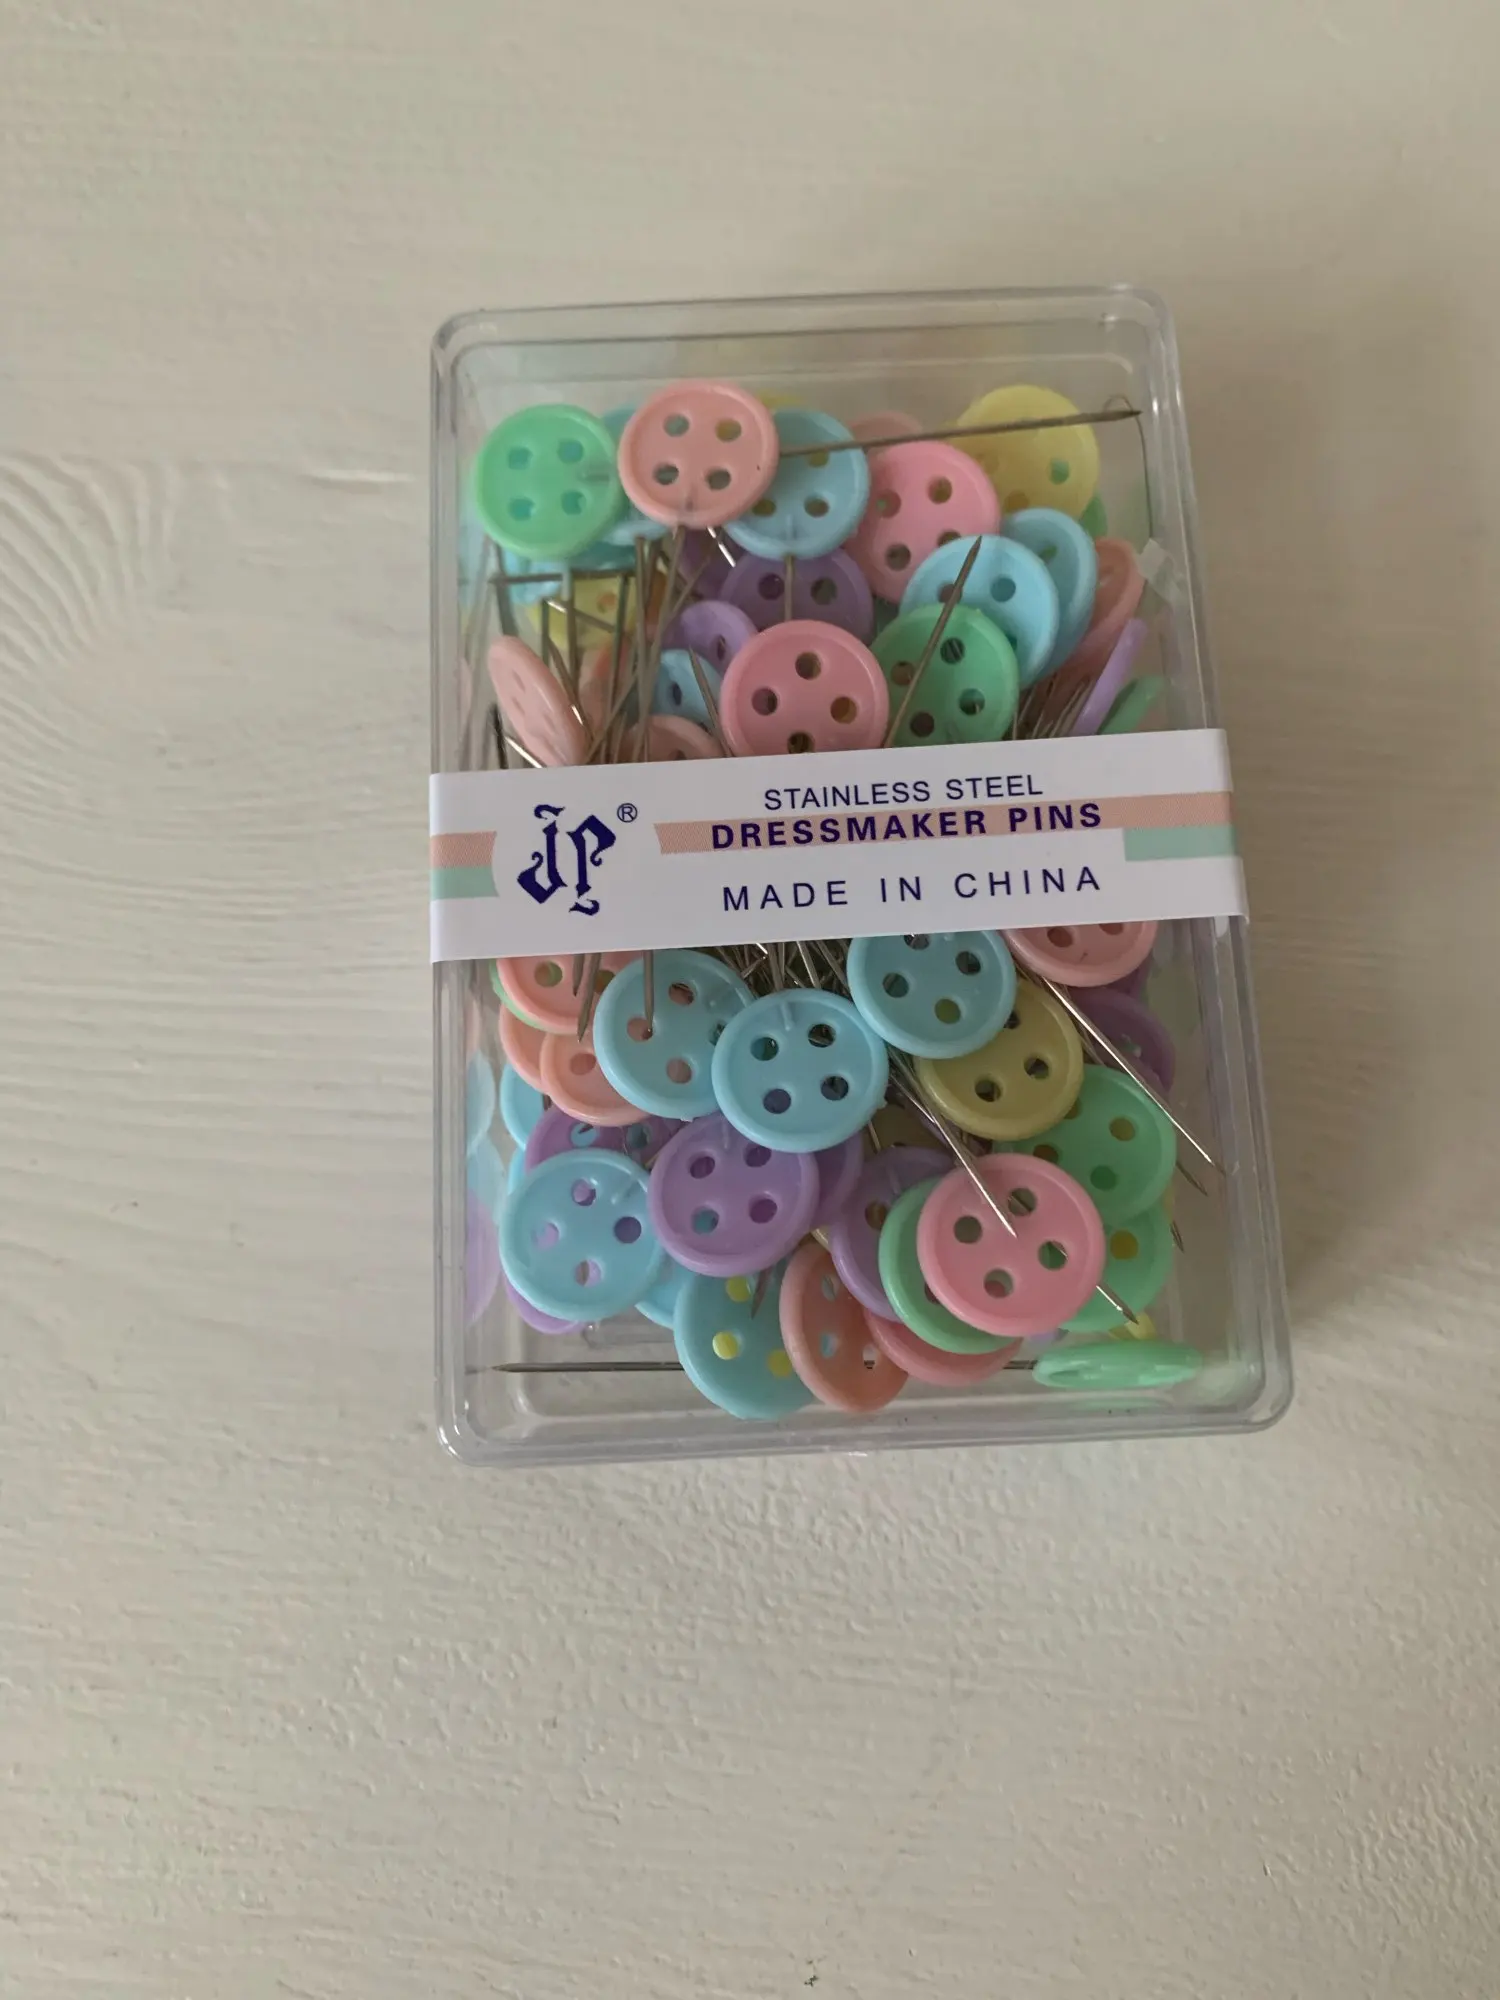 JP®
STAINLESS STEEL
DRESSMAKER PINS
MADE IN CHINA